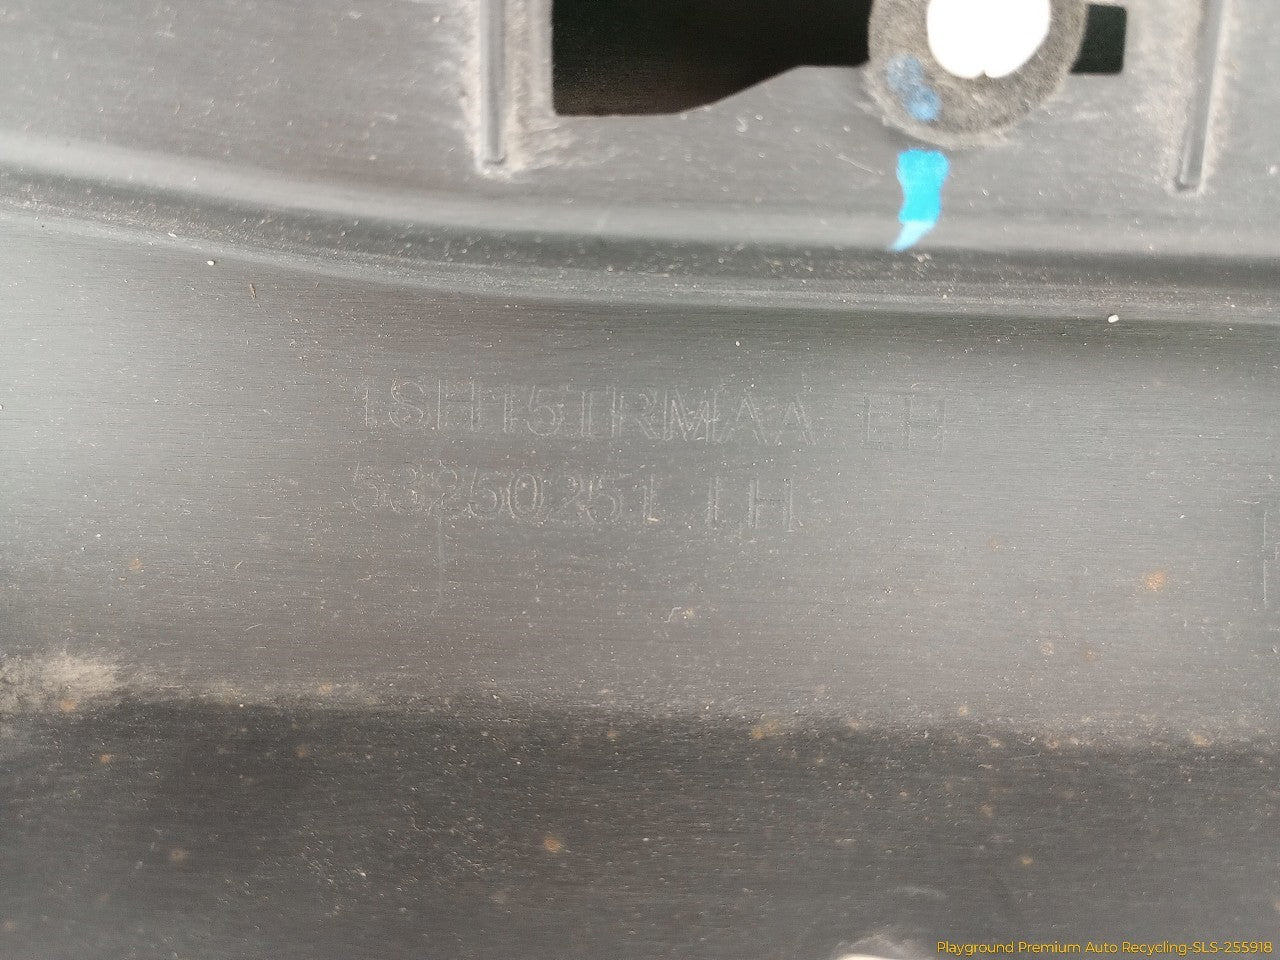 1SH151RMAA LH
53250251 LH
Playground Premium Auto Recycling-SLS-255918